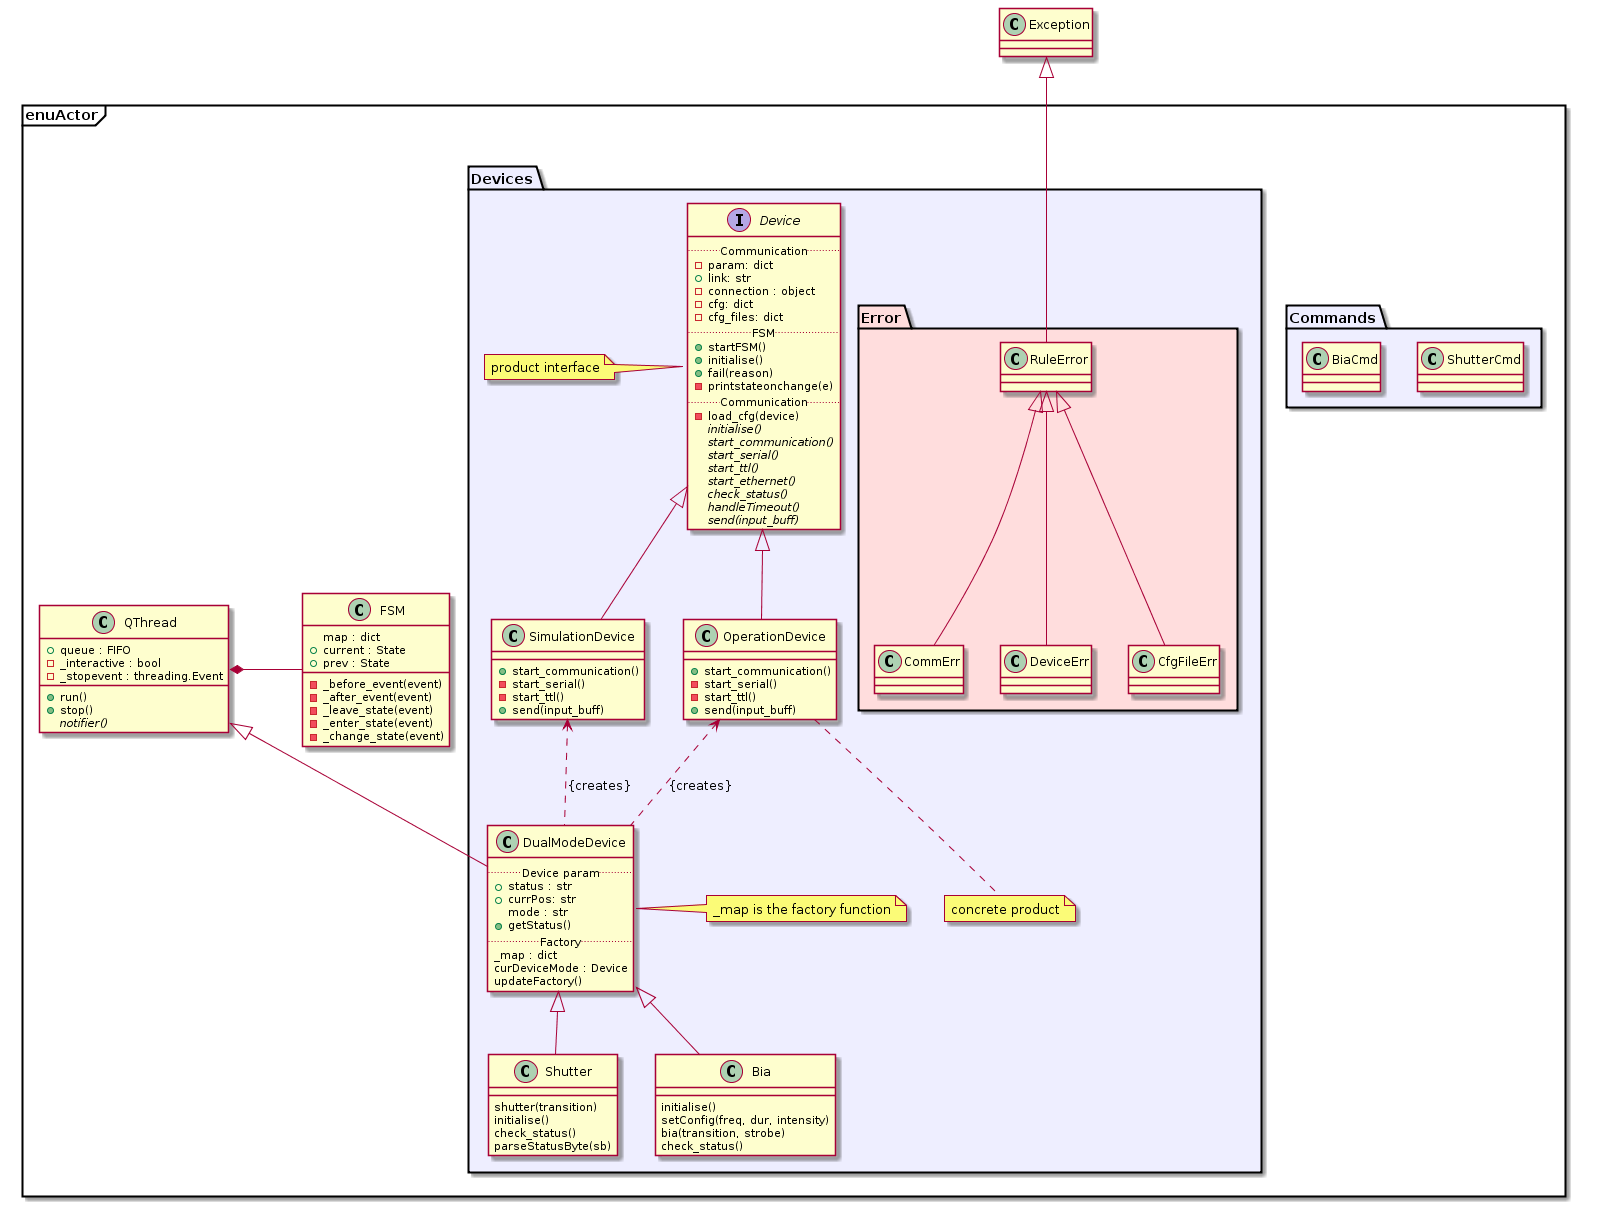 C Exception
enuActor
Devices
I Device
Communication
param: dict
link: str
connection : object
cfg: dict
cfg_files: dict
FSM
startFSM()
initialise()
fail(reason)
printstateonchange(e)
Communication
load_cfg(device)
initialise()
start_communication()
start_serial()
start_ttl()
start_ethernet()
check_status()
handleTimeout()
send(input_buff)
product interface
Error
C RuleError
C CommErr
C DeviceErr
C CfgFileErr
Commands
C BiaCmd
C ShutterCmd
C QThread
queue : FIFO
_interactive : bool
_stopevent : threading.Event
run()
stop()
notifier()
C FSM
map : dict
current : State
prev : State
_before_event(event)
_after_event(event)
_leave_state(event)
_enter_state(event)
_change_state(event)
C SimulationDevice
start_communication()
start_serial()
start_ttl()
send(input_buff)
C OperationDevice
start_communication()
start_serial()
start_ttl()
send(input_buff)
{creates}
{creates}
C DualModeDevice
Device param
status : str
currPos: str
mode : str
getStatus()
Factory
_map : dict
curDeviceMode : Device
updateFactory()
_map is the factory function
concrete product
C Shutter
shutter(transition)
initialise()
check_status()
parseStatusByte(sb)
C Bia
initialise()
setConfig(freq, dur, intensity)
bia(transition, strobe)
check_status()